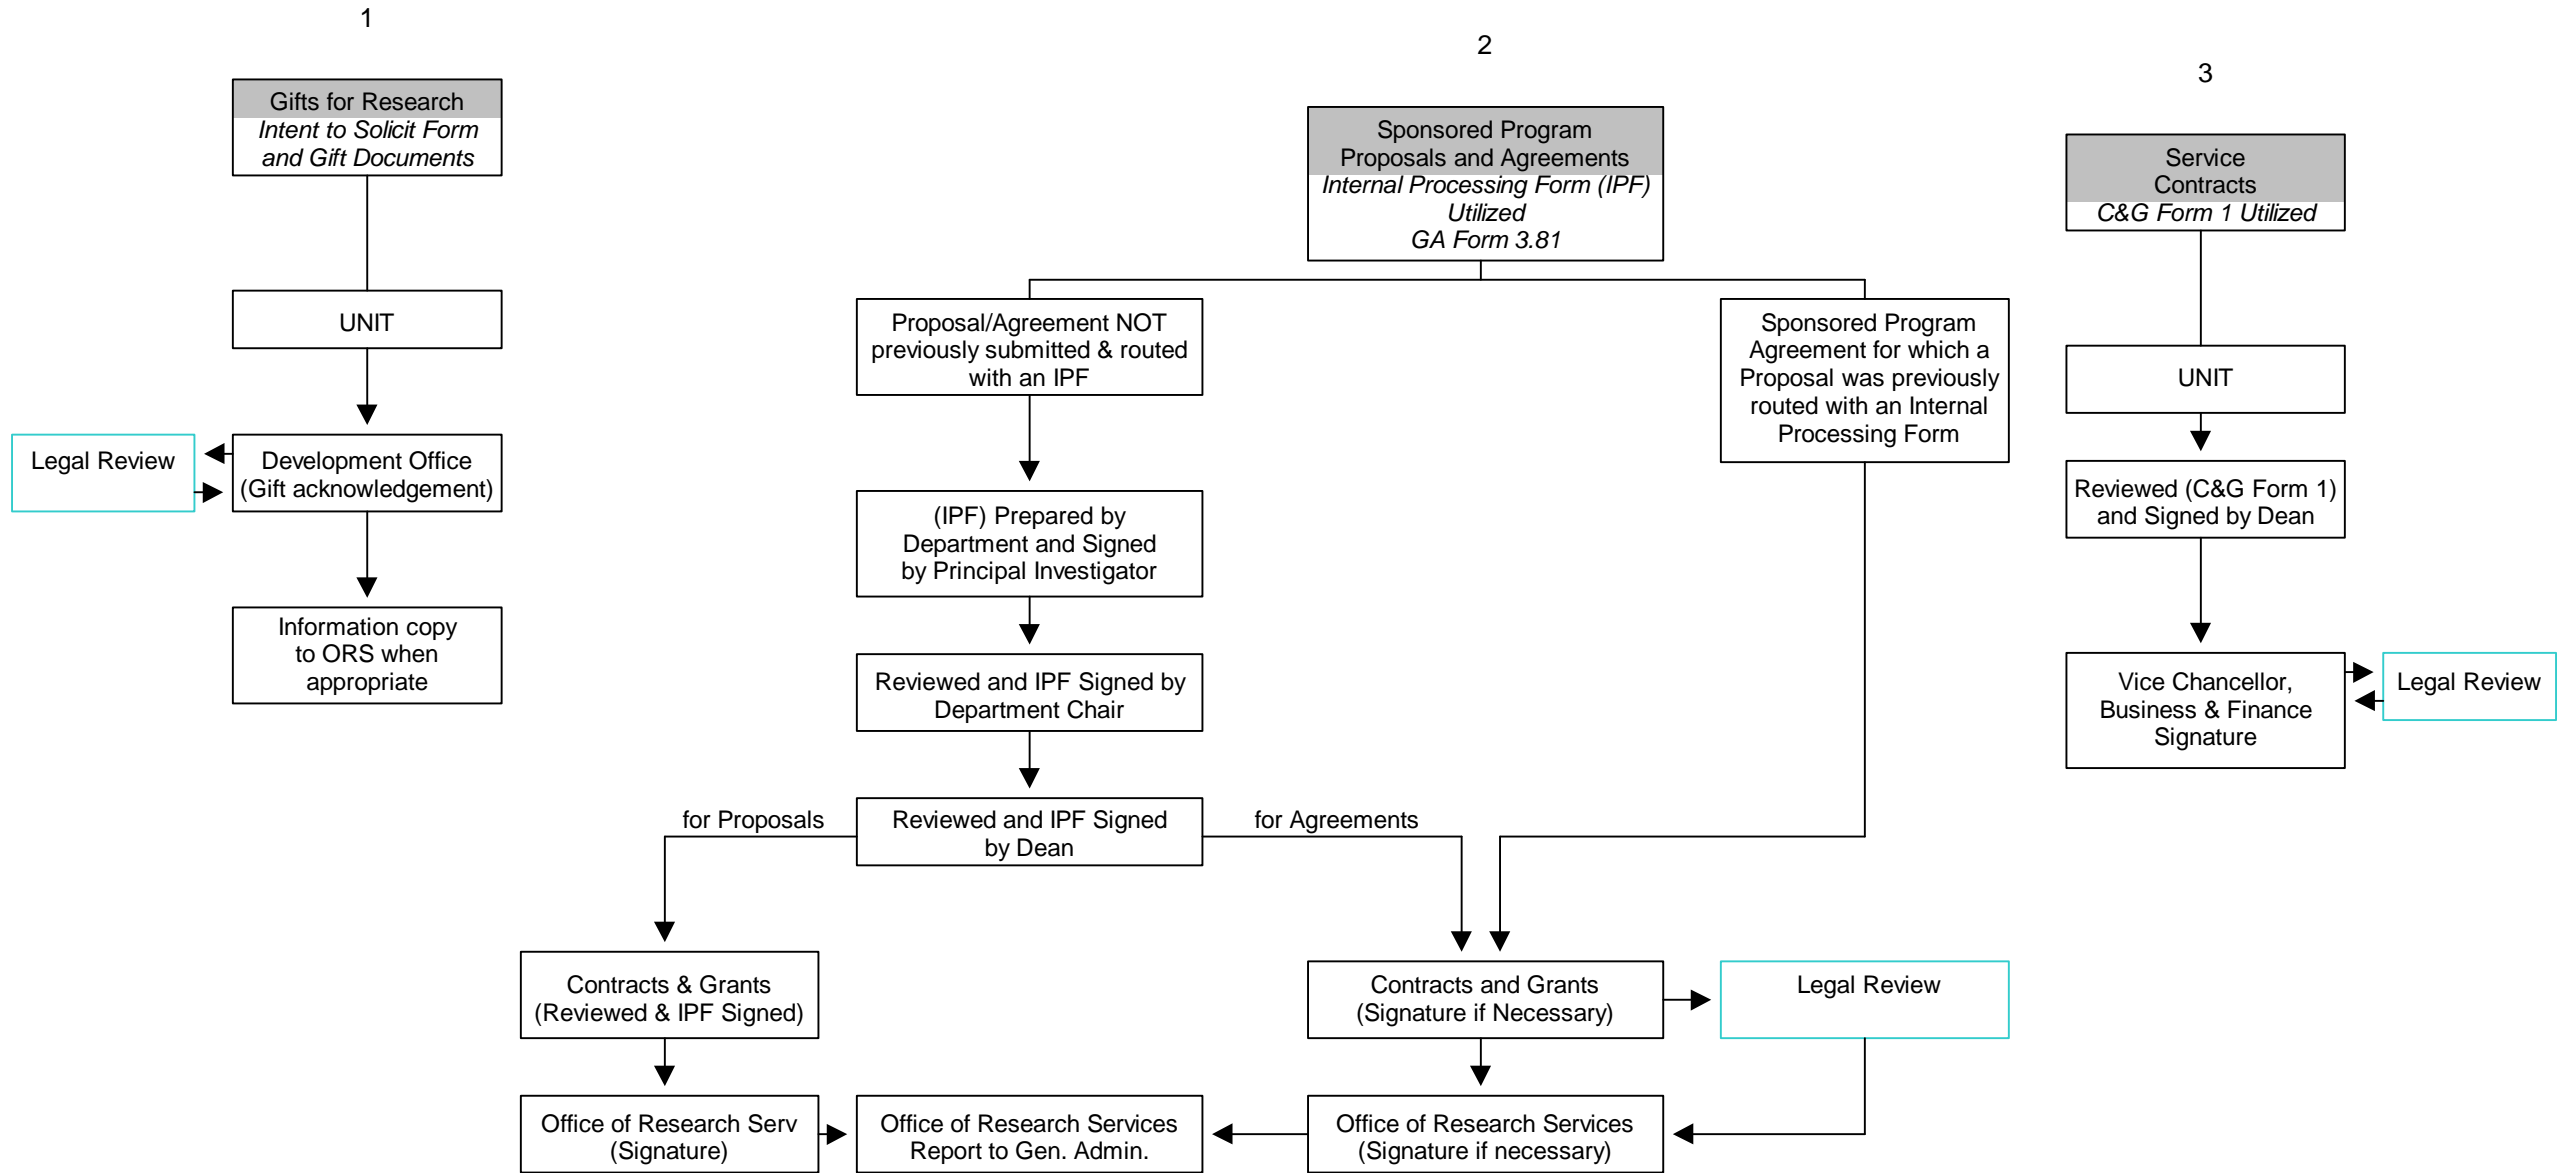 1
Gifts for Research
Intent to Solicit Form
and Gift Documents
UNIT
Legal Review
Development Office
(Gift acknowledgement)
Information copy
to ORS when
appropriate
2
Sponsored Program
Proposals and Agreements
Internal Processing Form (IPF)
Utilized
GA Form 3.81
Proposal/Agreement NOT
previously submitted & routed
with an IPF
Sponsored Program
Agreement for which a
Proposal was previously
routed with an Internal
Processing Form
(IPF) Prepared by
Department and Signed
by Principal Investigator
Reviewed and IPF Signed by
Department Chair
for Proposals
Reviewed and IPF Signed
by Dean
for Agreements
Contracts & Grants
(Reviewed & IPF Signed)
Contracts and Grants
(Signature if Necessary)
Legal Review
Office of Research Serv
(Signature)
Office of Research Services
Report to Gen. Admin.
Office of Research Services
(Signature if necessary)
3
Service
Contracts
C&G Form 1 Utilized
UNIT
Reviewed (C&G Form 1)
and Signed by Dean
Vice Chancellor,
Business & Finance
Signature
Legal Review